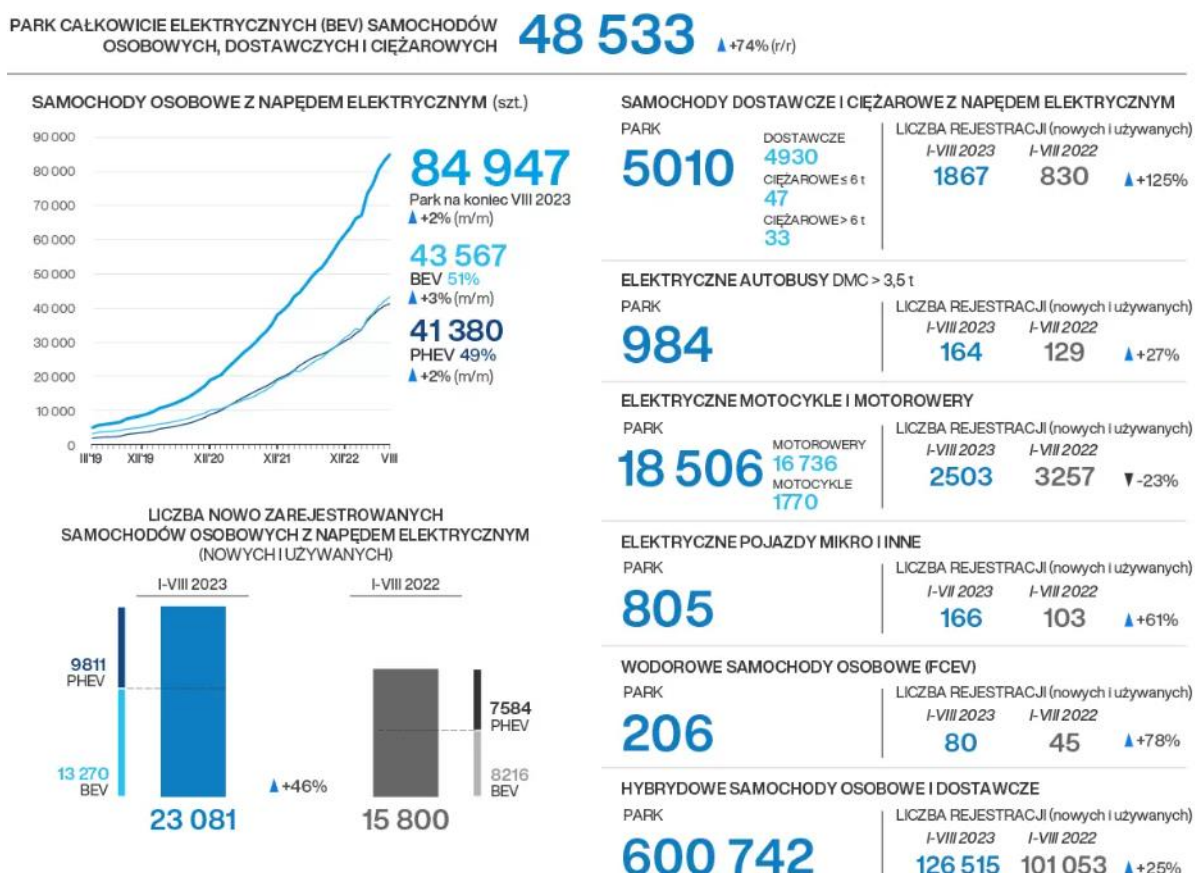 PARK CAŁKOWICIE ELEKTRYCZNYCH (BEV) SAMOCHODÓW
OSOBOWYCH, DOSTAWCZYCH I CIĘŻAROWYCH
48 533
▲ +74% (r/r)
SAMOCHODY OSOBOWE Z NAPĘDEM ELEKTRYCZNYM (szt.)
90 000
80 000
70 000
60 000
50 000
40 000
30 000
20 000
10 000
0
III'19 XII'19 XII'20 XII'21 XII'22 VIII
84 947
Park na koniec VIII 2023
▲ +2% (m/m)
43 567
BEV 51%
▲ +3% (m/m)
41 380
PHEV 49%
▲ +2% (m/m)
LICZBA NOWO ZAREJESTROWANYCH
SAMOCHODÓW OSOBOWYCH Z NAPĘDEM ELEKTRYCZNYM
(NOWYCH I UŻYWANYCH)
I-VIII 2023
9811
PHEV
13 270
BEV
23 081
▲ +46%
I-VIII 2022
7584
PHEV
8216
BEV
15 800
SAMOCHODY DOSTAWCZE I CIĘŻAROWE Z NAPĘDEM ELEKTRYCZNYM
PARK
5010
DOSTAWCZE
4930
CIĘŻAROWE ≤ 6 t
47
CIĘŻAROWE > 6 t
33
LICZBA REJESTRACJI (nowych i używanych)
I-VIII 2023 I-VIII 2022
1867 830 ▲ +125%
ELEKTRYCZNE AUTOBUSY DMC > 3,5 t
PARK
984
LICZBA REJESTRACJI (nowych i używanych)
I-VIII 2023 I-VIII 2022
164 129 ▲ +27%
ELEKTRYCZNE MOTOCYKLE I MOTOROWERY
PARK
18 506
MOTOROWERY
16 736
MOTOCYKLE
1770
LICZBA REJESTRACJI (nowych i używanych)
I-VIII 2023 I-VIII 2022
2503 3257 ▼ -23%
ELEKTRYCZNE POJAZDY MIKRO I INNE
PARK
805
LICZBA REJESTRACJI (nowych i używanych)
I-VII 2023 I-VIII 2022
166 103 ▲ +61%
WODOROWE SAMOCHODY OSOBOWE (FCEV)
PARK
206
LICZBA REJESTRACJI (nowych i używanych)
I-VIII 2023 I-VIII 2022
80 45 ▲ +78%
HYBRYDOWE SAMOCHODY OSOBOWE I DOSTAWCZE
PARK
600 742
LICZBA REJESTRACJI (nowych i używanych)
I-VIII 2023 I-VIII 2022
126 515 101 053 ▲ +25%